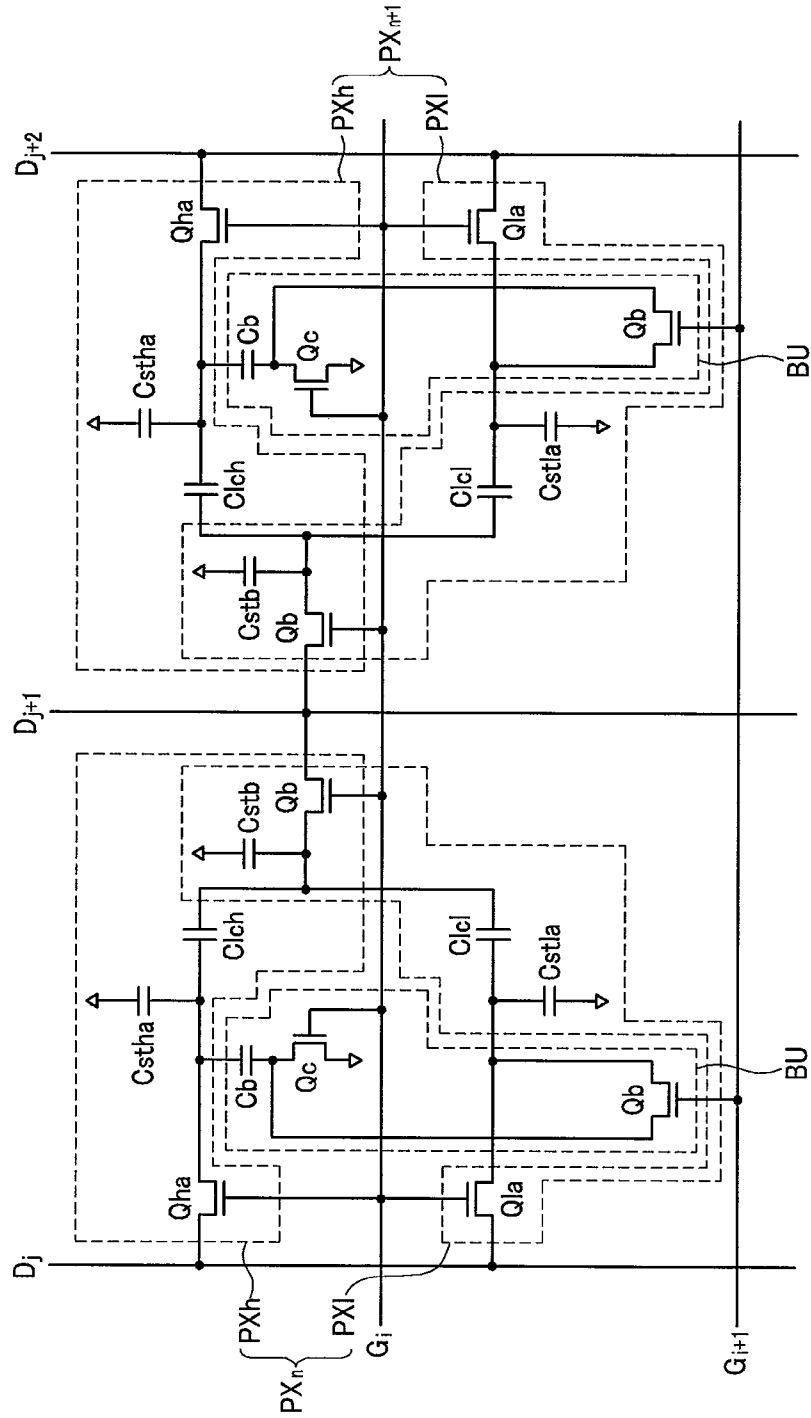 Dj
Dj+1
Dj+2
PXn
PXh
PXl
PXh
PXl
PXn+1
Cstha
Cstha
Qha
Qha
Clch
Clch
Cstb
Cstb
Cb
Cb
Qc
Qc
Qb
Qb
Gi
Qla
Qla
Clcl
Clcl
Cstla
Cstla
Qb
Qb
BU
BU
Gi+1